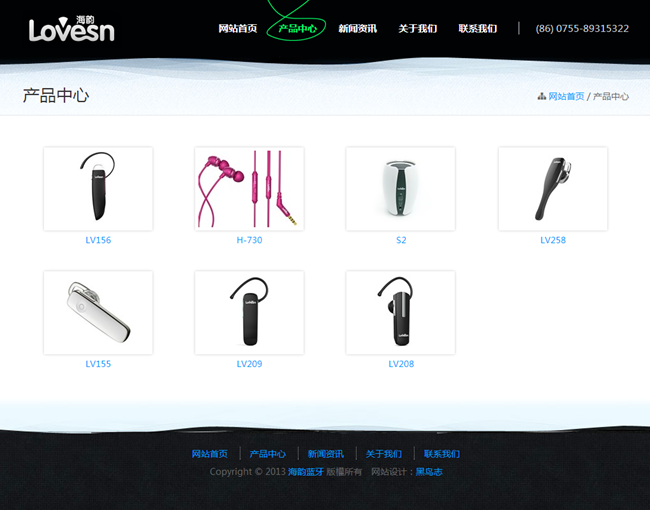 Lovesn 海韵
网站首页 产品中心 新闻资讯 关于我们 联系我们 (86) 0755-89315322
产品中心
网站首页 / 产品中心
LV156 H-730 S2 LV258
LV155 LV209 LV208
网站首页 产品中心 新闻资讯 关于我们 联系我们
Copyright © 2013 海韵蓝牙 版权所有 网站设计：黑鸟志